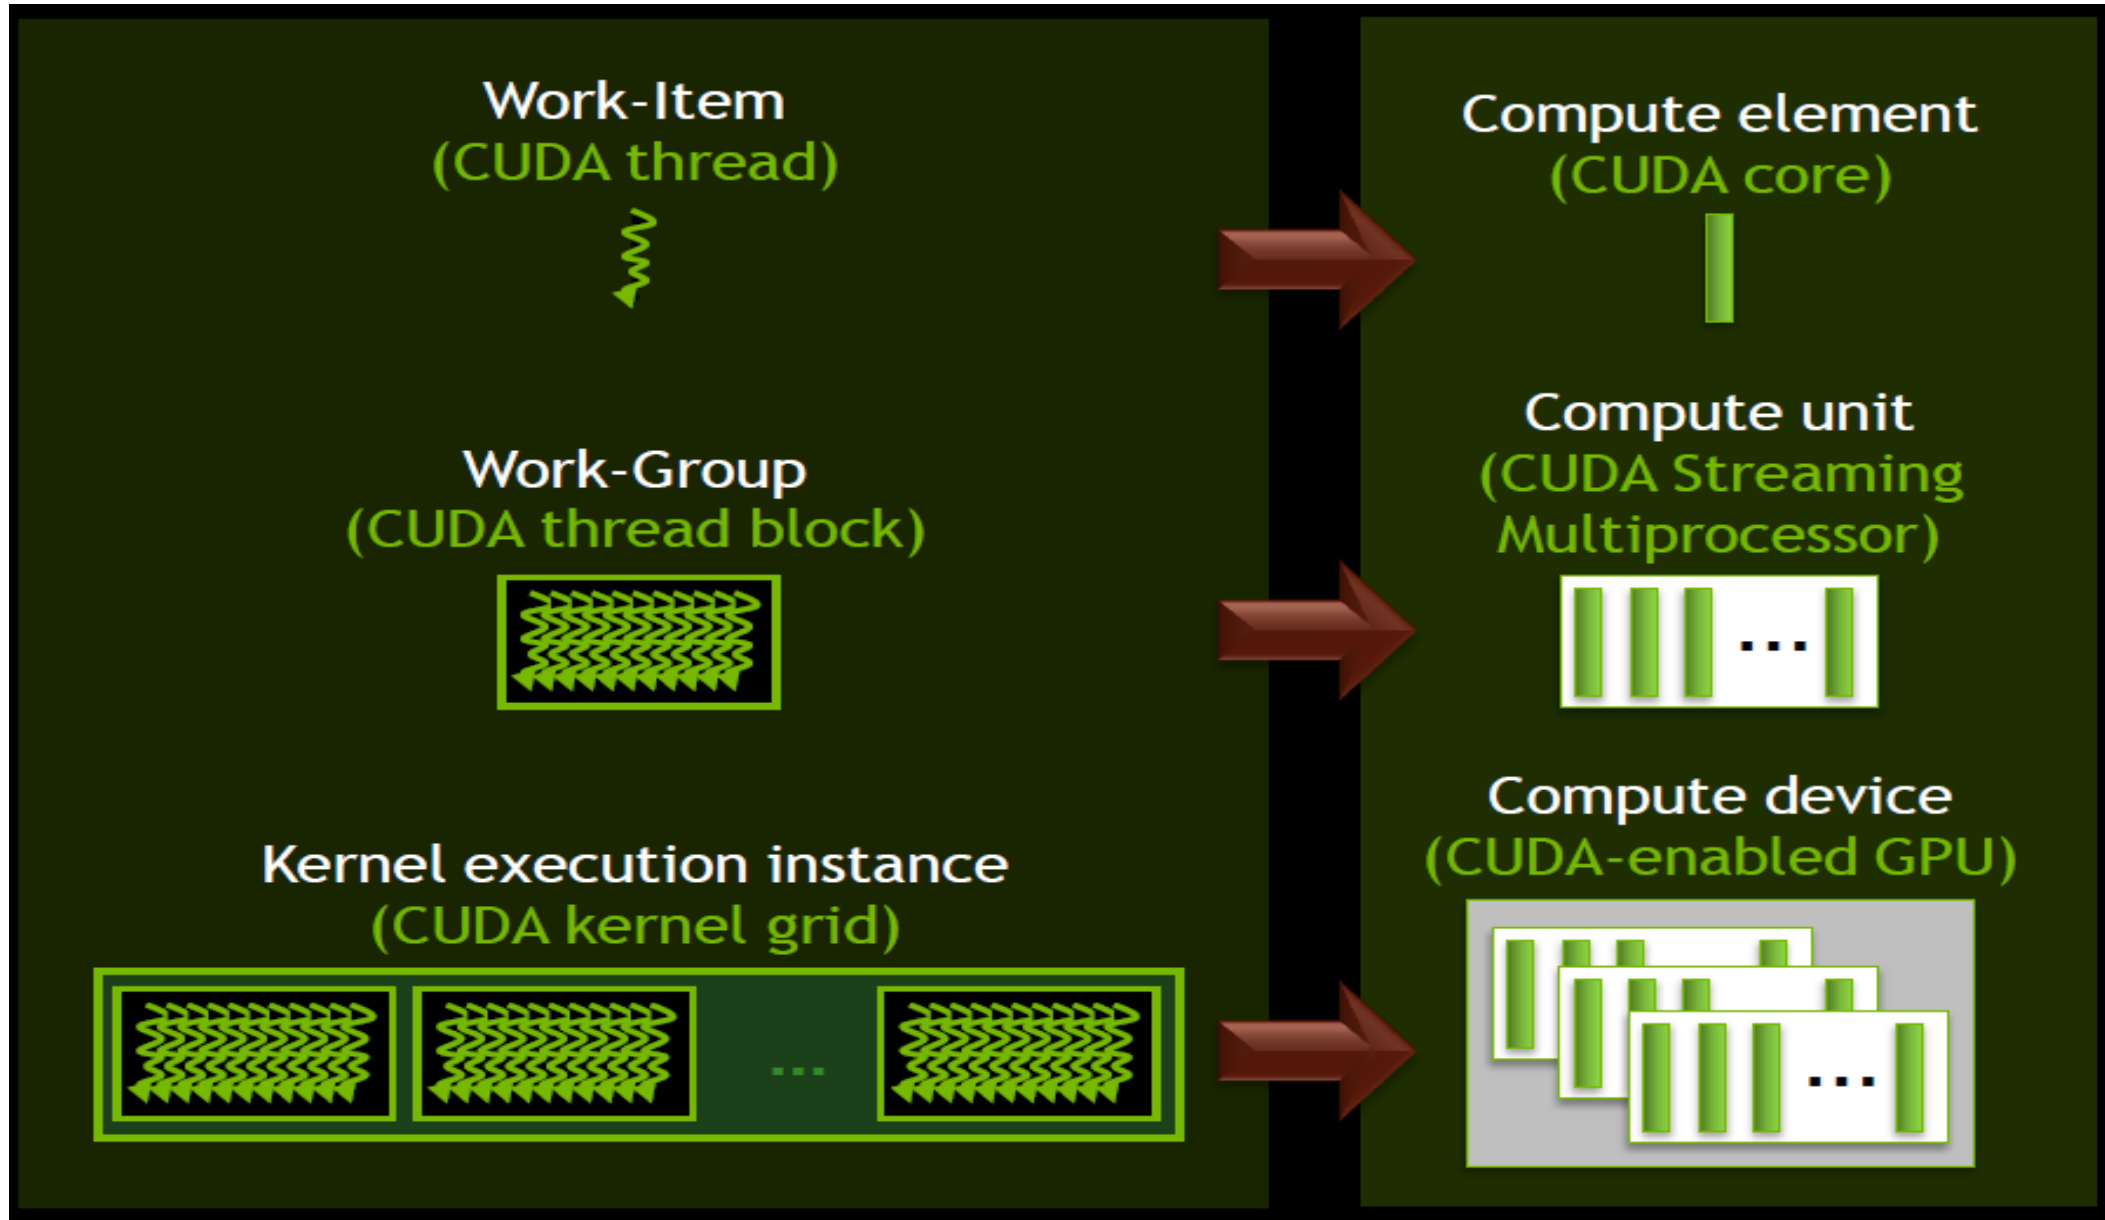 Work-Item
(CUDA thread)
Compute element
(CUDA core)
Work-Group
(CUDA thread block)
Compute unit
(CUDA Streaming
Multiprocessor)
...
Kernel execution instance
(CUDA kernel grid)
...
Compute device
(CUDA-enabled GPU)
...